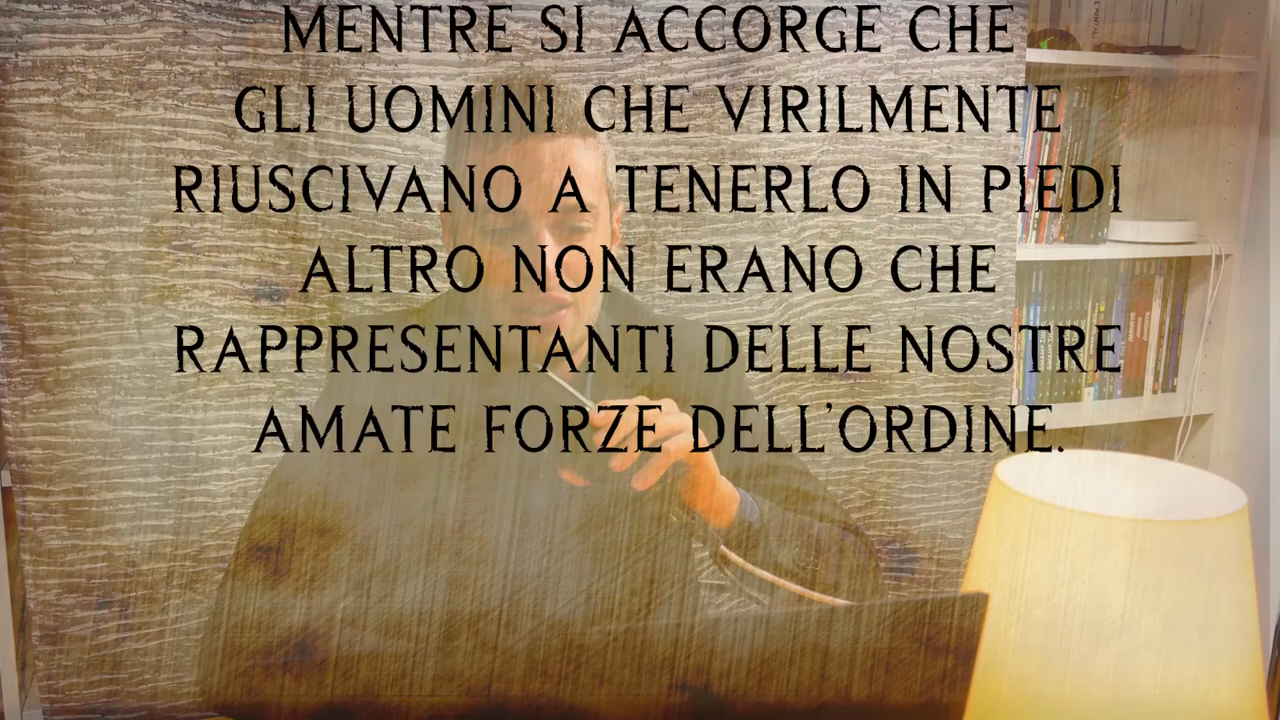 MENTRE SI ACCORGE CHE
GLI UOMINI CHE VIRILMENTE
RIUSCIVANO A TENERLO IN PIEDI
ALTRO NON ERANO CHE
RAPPRESENTANTI DELLE NOSTRE
AMATE FORZE DELL'ORDINE.